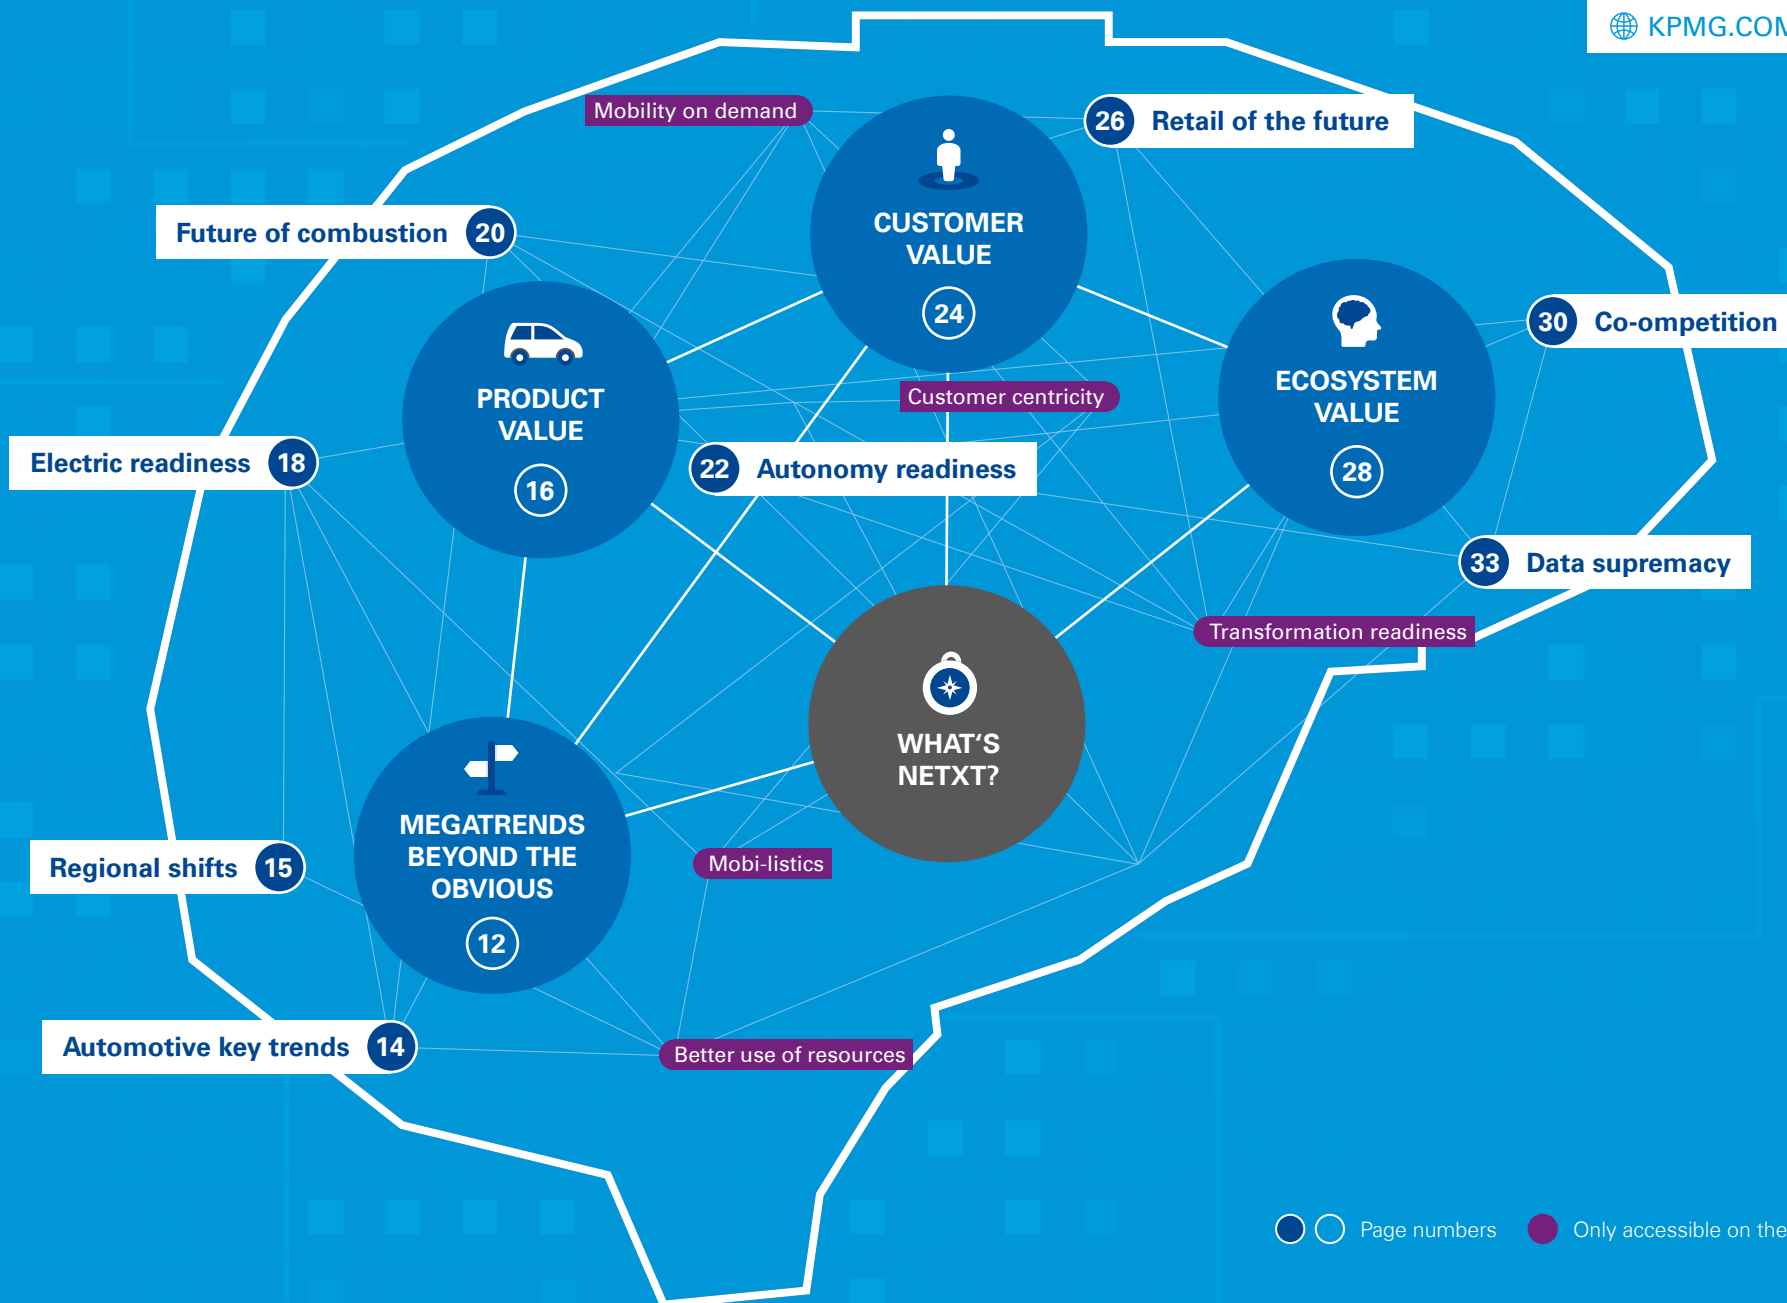 KPMG.COM
Mobility on demand
26 Retail of the future
CUSTOMER
VALUE
24
Future of combustion 20
PRODUCT
VALUE
16
ECOSYSTEM
VALUE
28
30 Co-ompetition
Customer centricity
Electric readiness 18
22 Autonomy readiness
33 Data supremacy
Transformation readiness
WHAT'S
NETXT?
MEGATRENDS
BEYOND THE
OBVIOUS
12
Mobi-listics
Regional shifts 15
Automotive key trends 14
Better use of resources
Page numbers
Only accessible on the